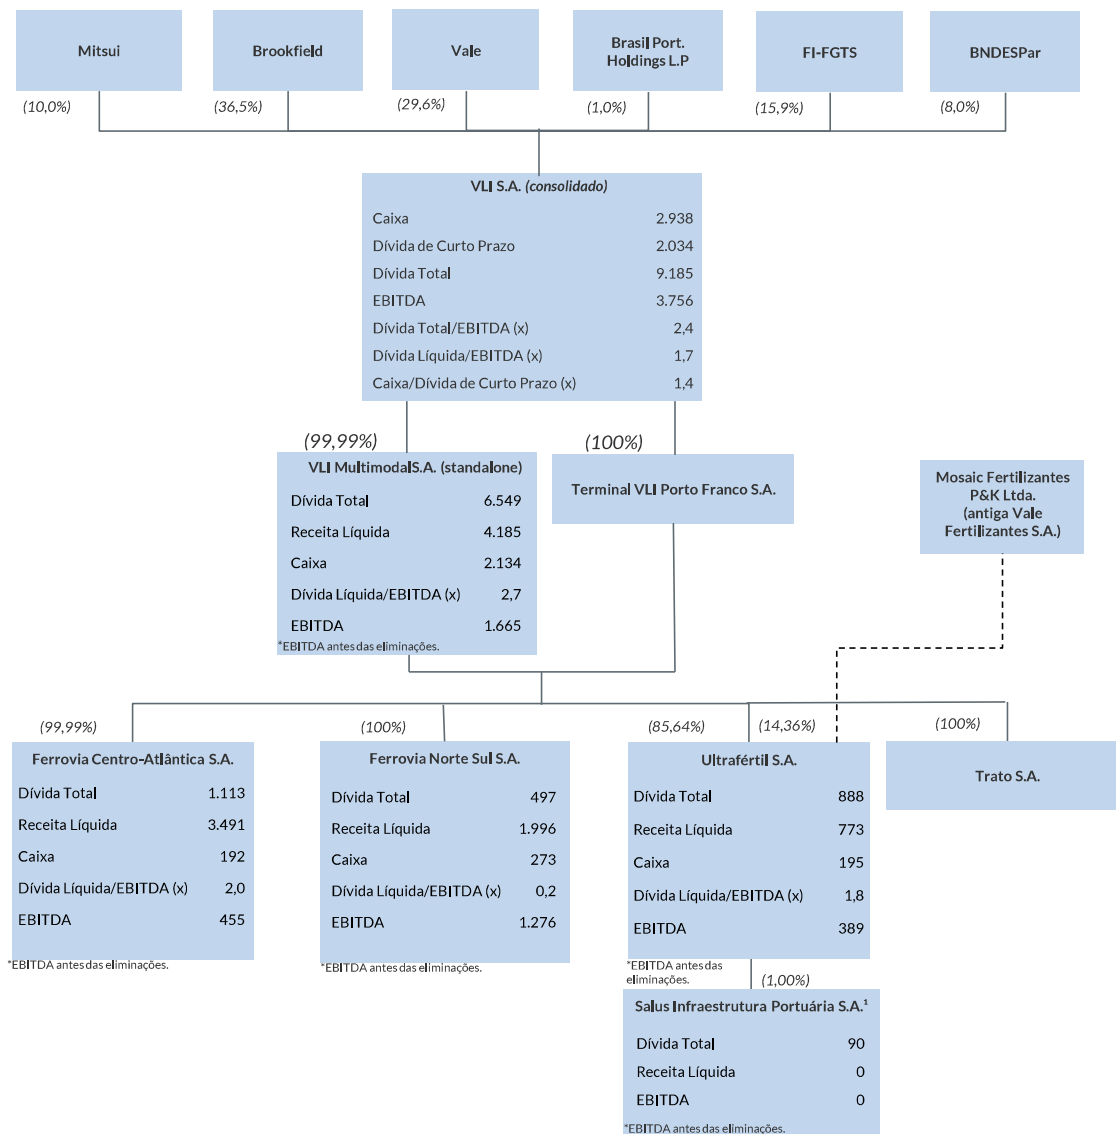 Mitsui
Brookfield
Vale
Brasil Port.
Holdings L.P
FI-FGTS
BNDESPar
(10,0%)
(36,5%)
(29,6%)
(1,0%)
(15,9%)
(8,0%)
VLI S.A. (consolidado)
Caixa 2.938
Dívida de Curto Prazo 2.034
Dívida Total 9.185
EBITDA 3.756
Dívida Total/EBITDA (x) 2,4
Dívida Líquida/EBITDA (x) 1,7
Caixa/Dívida de Curto Prazo (x) 1,4
(99,99%)
(100%)
VLI MultimodalS.A. (standalone)
Dívida Total 6.549
Receita Líquida 4.185
Caixa 2.134
Dívida Líquida/EBITDA (x) 2,7
EBITDA 1.665
*EBITDA antes das eliminações.
Terminal VLI Porto Franco S.A.
Mosaic Fertilizantes
P&K Ltda.
(antiga Vale
Fertilizantes S.A.)
(99,99%)
(100%)
(85,64%)
(14,36%)
(100%)
Ferrovia Centro-Atlântica S.A.
Dívida Total 1.113
Receita Líquida 3.491
Caixa 192
Dívida Líquida/EBITDA (x) 2,0
EBITDA 455
*EBITDA antes das eliminações.
Ferrovia Norte Sul S.A.
Dívida Total 497
Receita Líquida 1.996
Caixa 273
Dívida Líquida/EBITDA (x) 0,2
EBITDA 1.276
*EBITDA antes das eliminações.
Ultrafértil S.A.
Dívida Total 888
Receita Líquida 773
Caixa 195
Dívida Líquida/EBITDA (x) 1,8
EBITDA 389
*EBITDA antes das
eliminações.
Trato S.A.
(1,00%)
Salus Infraestrutura Portuária S.A.¹
Dívida Total 90
Receita Líquida 0
EBITDA 0
*EBITDA antes das eliminações.